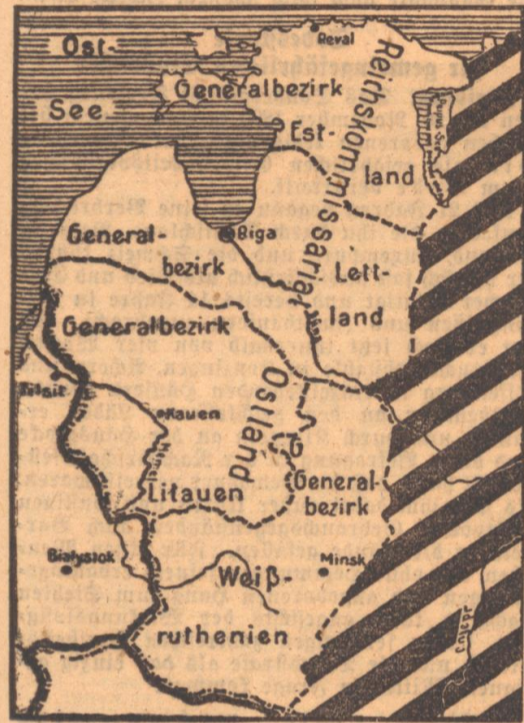 Ost-
Reval
Generalbezirk
See
Est-
Reichskommissariat
land
Riga
General-
bezirk
Lett-
land
Generalbezirk
Tilsit
Kauen
Ostland
Litauen
General-
bezirk
Bialystok
Weiß-
Minsk
ruthenien